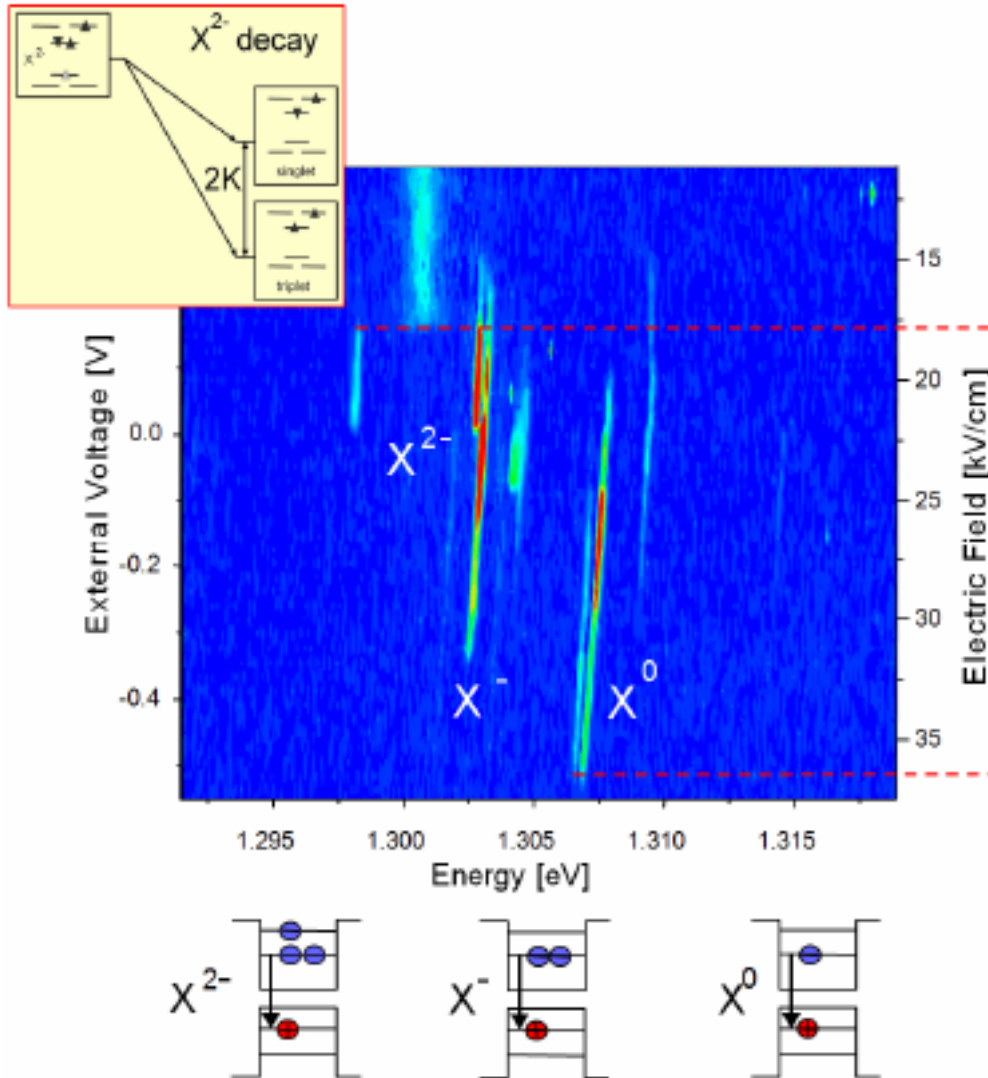 X²⁻ decay
X²⁻
2K
singlet
triplet
External Voltage [V]
0.0
-0.2
-0.4
15
20
25
30
35
Electric Field [kV/cm]
X²⁻
X⁻
X⁰
1.295
1.300
1.305
1.310
1.315
Energy [eV]
X²⁻
X⁻
X⁰